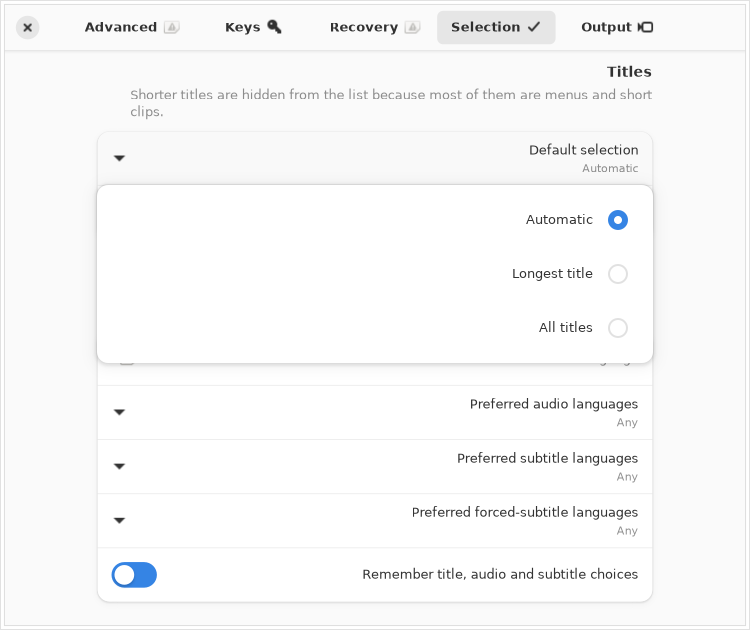 Advanced
Keys
Recovery
Selection
Output
Titles
Shorter titles are hidden from the list because most of them are menus and short
clips.
Default selection
Automatic
Automatic
Longest title
All titles
Preferred audio languages
Any
Preferred subtitle languages
Any
Preferred forced-subtitle languages
Any
Remember title, audio and subtitle choices